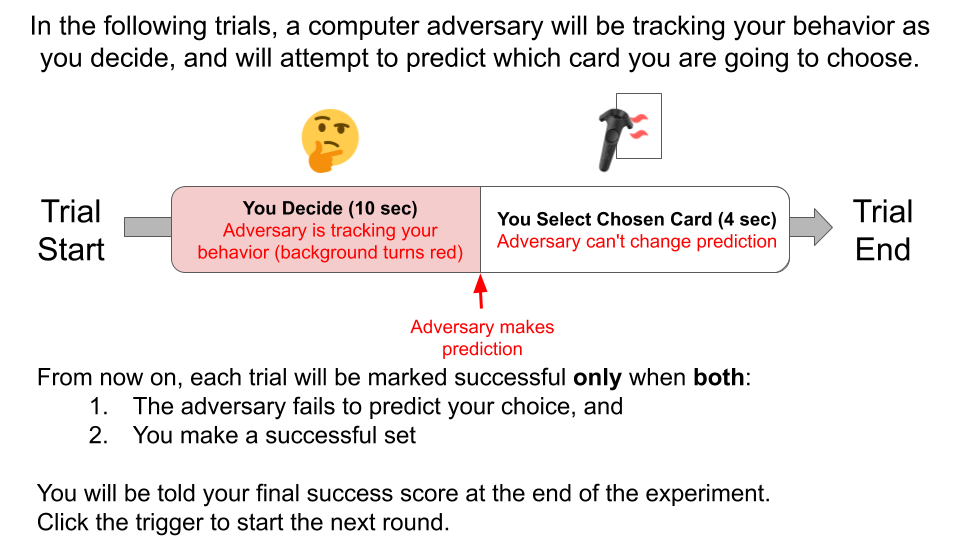 In the following trials, a computer adversary will be tracking your behavior as
you decide, and will attempt to predict which card you are going to choose.
Trial
Start
You Decide (10 sec)
Adversary is tracking your
behavior (background turns red)
You Select Chosen Card (4 sec)
Adversary can't change prediction
Trial
End
Adversary makes
prediction
From now on, each trial will be marked successful only when both:
1. The adversary fails to predict your choice, and
2. You make a successful set
You will be told your final success score at the end of the experiment.
Click the trigger to start the next round.